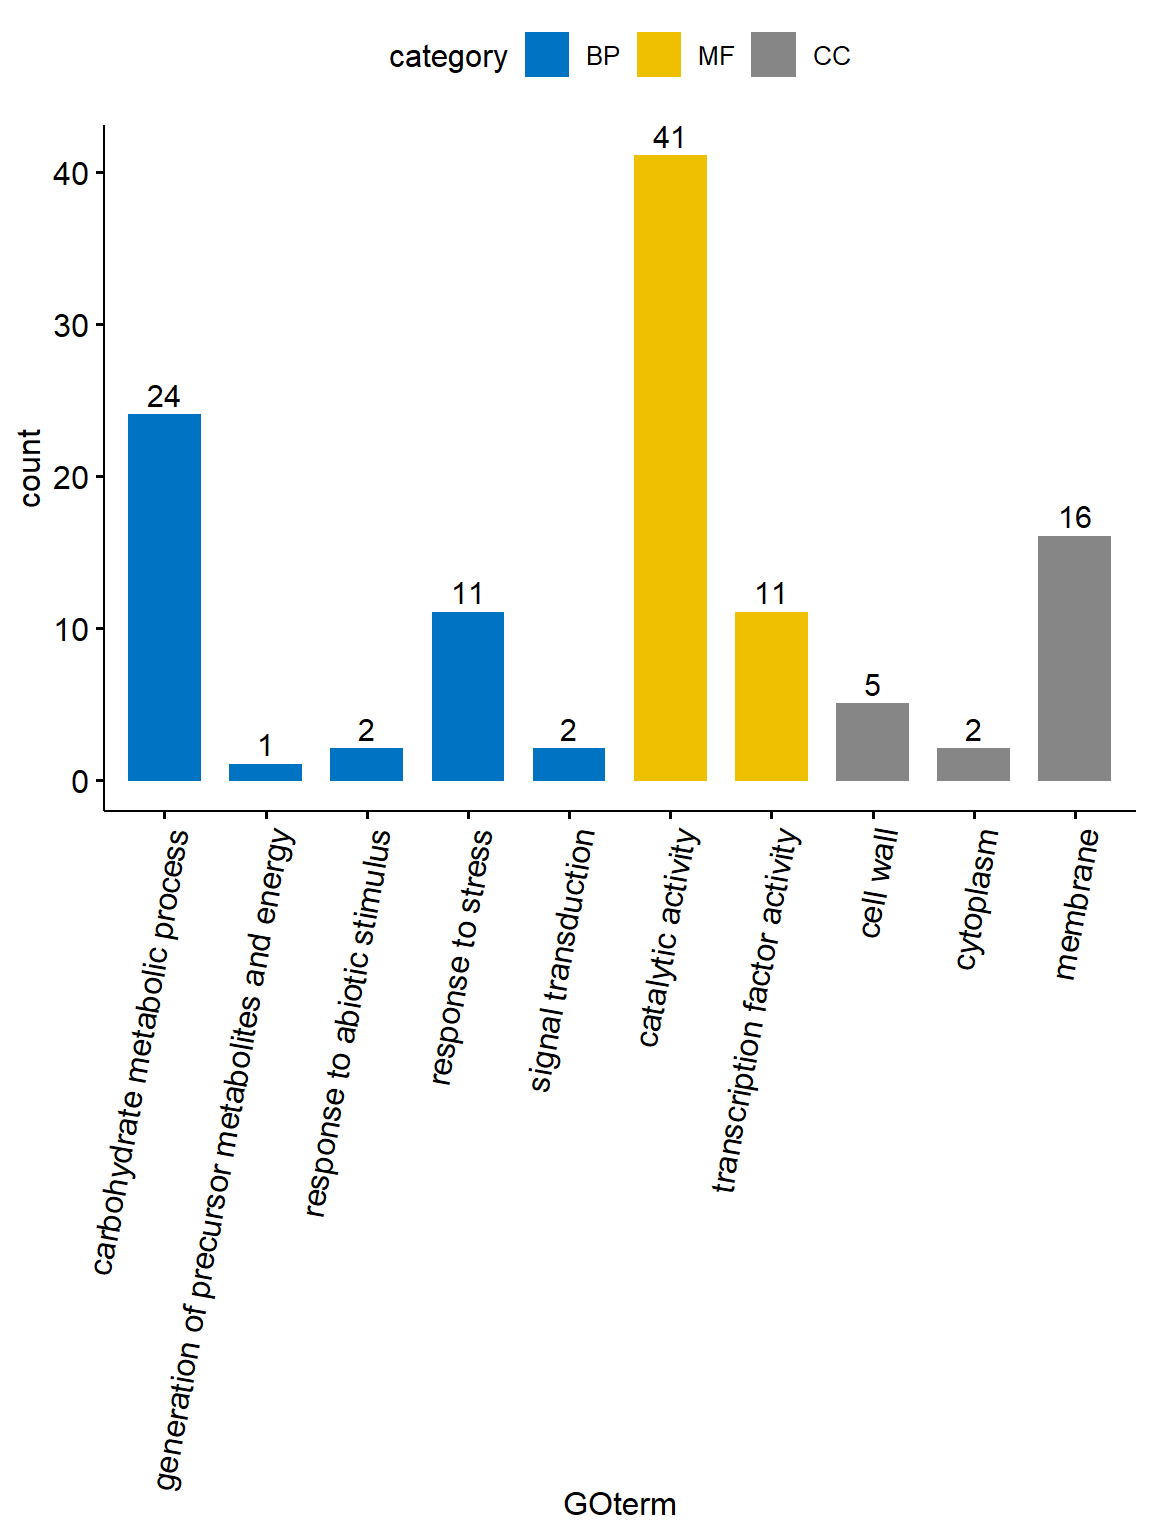 category BP MF CC
41
40
30
24
count
20
16
11
11
10
5
2
2
2
1
0
carbohydrate metabolic process
generation of precursor metabolites and energy
response to abiotic stimulus
response to stress
signal transduction
catalytic activity
transcription factor activity
cell wall
cytoplasm
membrane
GOterm